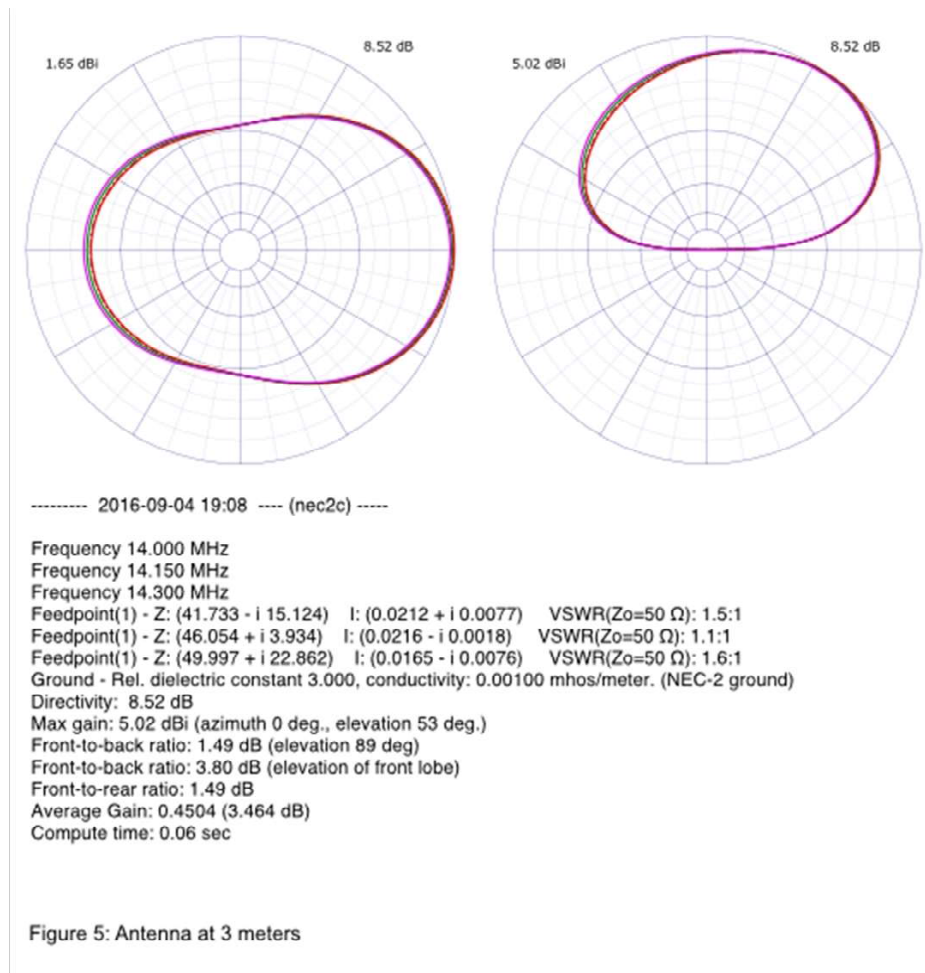 1.65 dBi
8.52 dB
5.02 dBi
8.52 dB
--------- 2016-09-04 19:08 ---- (nec2c) -----
Frequency 14.000 MHz
Frequency 14.150 MHz
Frequency 14.300 MHz
Feedpoint(1) - Z: (41.733 - i 15.124) I: (0.0212 + i 0.0077) VSWR(Zo=50 Ω): 1.5:1
Feedpoint(1) - Z: (46.054 + i 3.934) I: (0.0216 - i 0.0018) VSWR(Zo=50 Ω): 1.1:1
Feedpoint(1) - Z: (49.997 + i 22.862) I: (0.0165 - i 0.0076) VSWR(Zo=50 Ω): 1.6:1
Ground - Rel. dielectric constant 3.000, conductivity: 0.00100 mhos/meter. (NEC-2 ground)
Directivity: 8.52 dB
Max gain: 5.02 dBi (azimuth 0 deg., elevation 53 deg.)
Front-to-back ratio: 1.49 dB (elevation 89 deg)
Front-to-back ratio: 3.80 dB (elevation of front lobe)
Front-to-rear ratio: 1.49 dB
Average Gain: 0.4504 (3.464 dB)
Compute time: 0.06 sec
Figure 5: Antenna at 3 meters